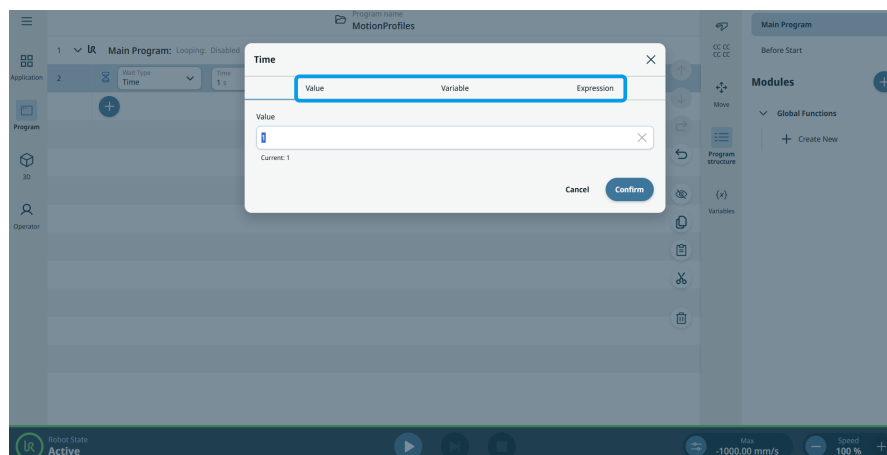 Program name
MotionProfiles
Application
Program
3D
Operator
1 Main Program: Looping: Disabled
2 Wait Type
Time
Time
1 s
Time
Value Variable Expression
Value
1
Current: 1
Cancel Confirm
CC CC
CC CC
Move
Program
structure
{x}
Variables
Main Program
Before Start
Modules
Global Functions
Create New
Robot State
Active
Max
-1000.00 mm/s
Speed
100 %